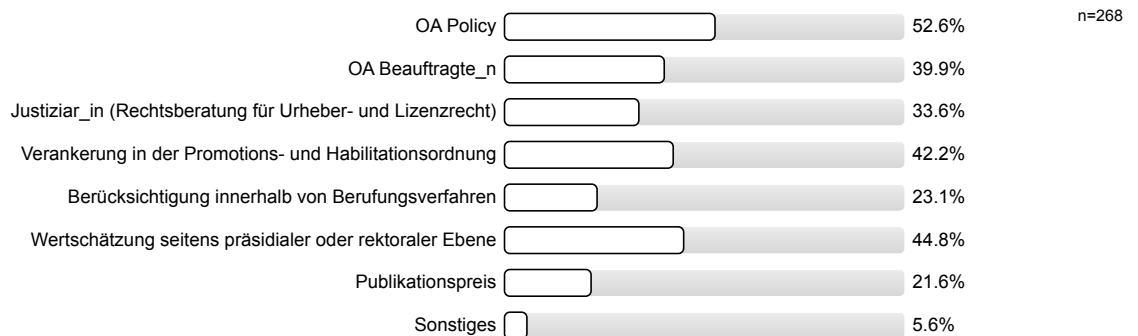 OA Policy 52.6% n=268
OA Beauftragte_n 39.9%
Justiziar_in (Rechtsberatung für Urheber- und Lizenzrecht) 33.6%
Verankerung in der Promotions- und Habilitationsordnung 42.2%
Berücksichtigung innerhalb von Berufungsverfahren 23.1%
Wertschätzung seitens präsidialer oder rektoraler Ebene 44.8%
Publikationspreis 21.6%
Sonstiges 5.6%